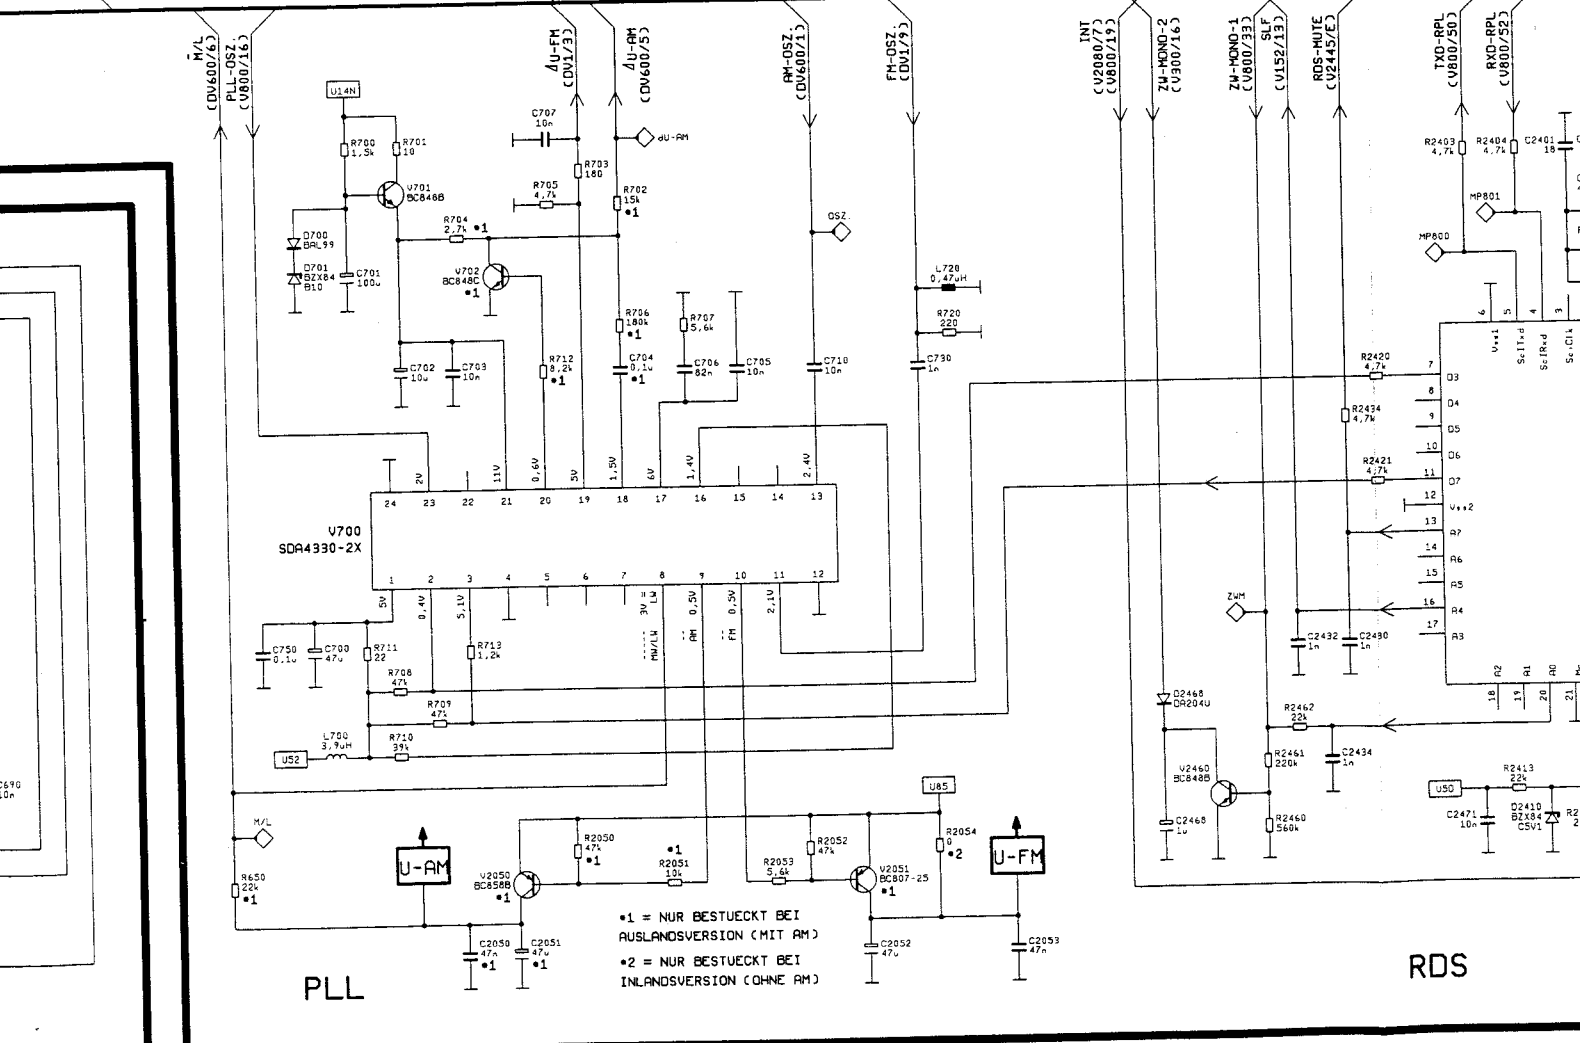 M/L
(DV600/6)
PLL-OSZ.
(V800/16)
ΔU-FM
(DV1/3)
ΔU-AM
(DV600/5)
AM-OSZ.
(DV600/1)
FM-OSZ.
(DV1/9)
INT
(V2080/7)
(V800/19)
ZW-MONO-2
(V300/16)
ZW-MONO-1
(V800/33)
SLF
(V152/13)
RDS-MUTE
(V2445/E)
TXD-RPL
(V800/50)
RXD-RPL
(V800/52)
U14N
R700
1,5k
R701
10
V701
BC846B
D700
BAL99
D701
BZX84
B10
C701
100u
C707
10n
dU-AM
R703
180
R705
4,7k
R702
15k
•1
R704
2,7k •1
V702
BC848C
•1
R706
180k
•1
R707
5,6k
C702
10u
C703
10n
R712
8,2k
•1
C704
0,1u
•1
C706
82n
C705
10n
OSZ.
C710
10n
L720
0,47uH
R720
220
C730
1n
R2403
4,7k
R2404
4,7k
C2401
18
MP801
MP800
6 5 4 3
Vss1
ScITxd
ScIRxd
ScIClk
R2420
4,7k
R2434
4,7k
R2421
4,7k
7 D3
8 D4
9 D5
10 D6
11 D7
12 Vss2
13 A7
14 A6
15 A5
16 A4
17 A3
A2 A1 A0
18 19 20 21
2V 11V 0,6V 5V 1,5V 6V 1,4V 2,4V
24 23 22 21 20 19 18 17 16 15 14 13
V700
SDA4330-2X
1 2 3 4 5 6 7 8 9 10 11 12
5V
0,4V
5,1V
MW/LW 3V = LW
AM 0,5V
FM 0,5V
2,1V
C750
0,1u
C700
47u
R711
22
R713
1,2k
R708
47k
R709
47k
L700
3,9uH
R710
39k
U52
ZWM
C2432
1n
C2430
1n
D2468
DA204U
R2462
22k
V2460
BC848B
R2461
220k
C2434
1n
C2468
1u
R2460
560k
U50
R2413
22k
C2471
10n
D2410
BZX84
C5V1
C690
10n
M/L
R650
22k
•1
U-AM
V2050
BC858B
•1
R2050
47k
•1
•1
R2051
10k
R2053
5,6k
R2052
47k
V2051
BC807-25
•1
U85
R2054
0
•2
U-FM
C2050
47n
•1
C2051
47u
•1
C2052
47u
C2053
47n
•1 = NUR BESTUECKT BEI
AUSLANDSVERSION (MIT AM)
•2 = NUR BESTUECKT BEI
INLANDSVERSION (OHNE AM)
PLL
RDS